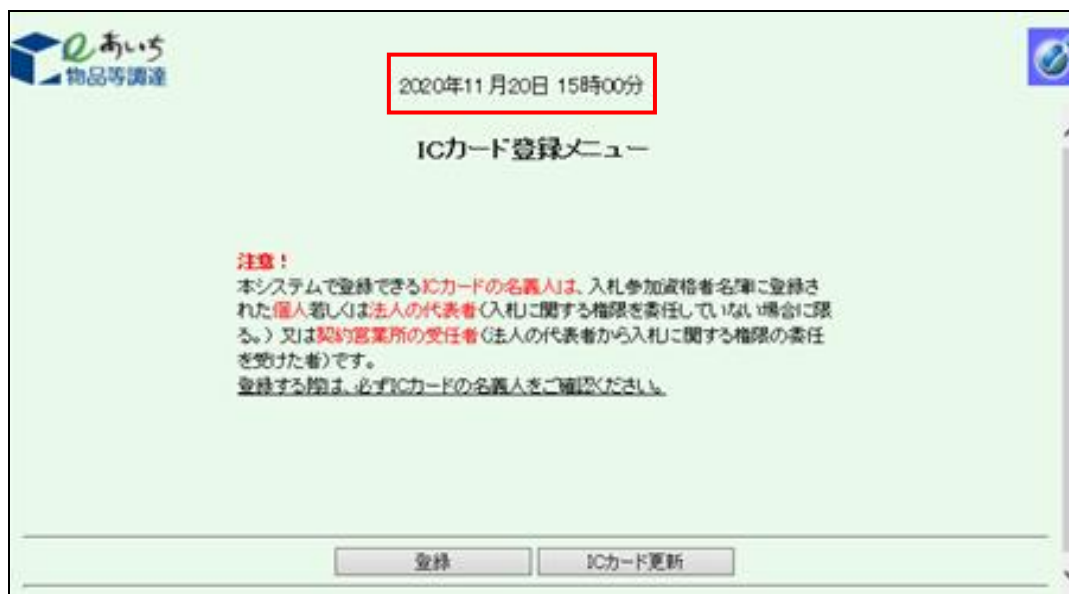 eあいち
物品等調達
2020年11月20日 15時00分
ICカード登録メニュー
注意！
本システムで登録できるICカードの名義人は、入札参加資格者名簿に登録さ
れた個人若しくは法人の代表者（入札に関する権限を委任していない場合に限
る。）又は契約営業所の受任者（法人の代表者から入札に関する権限の委任
を受けた者）です。
登録する際は、必ずICカードの名義人をご確認ください。
登録
ICカード更新